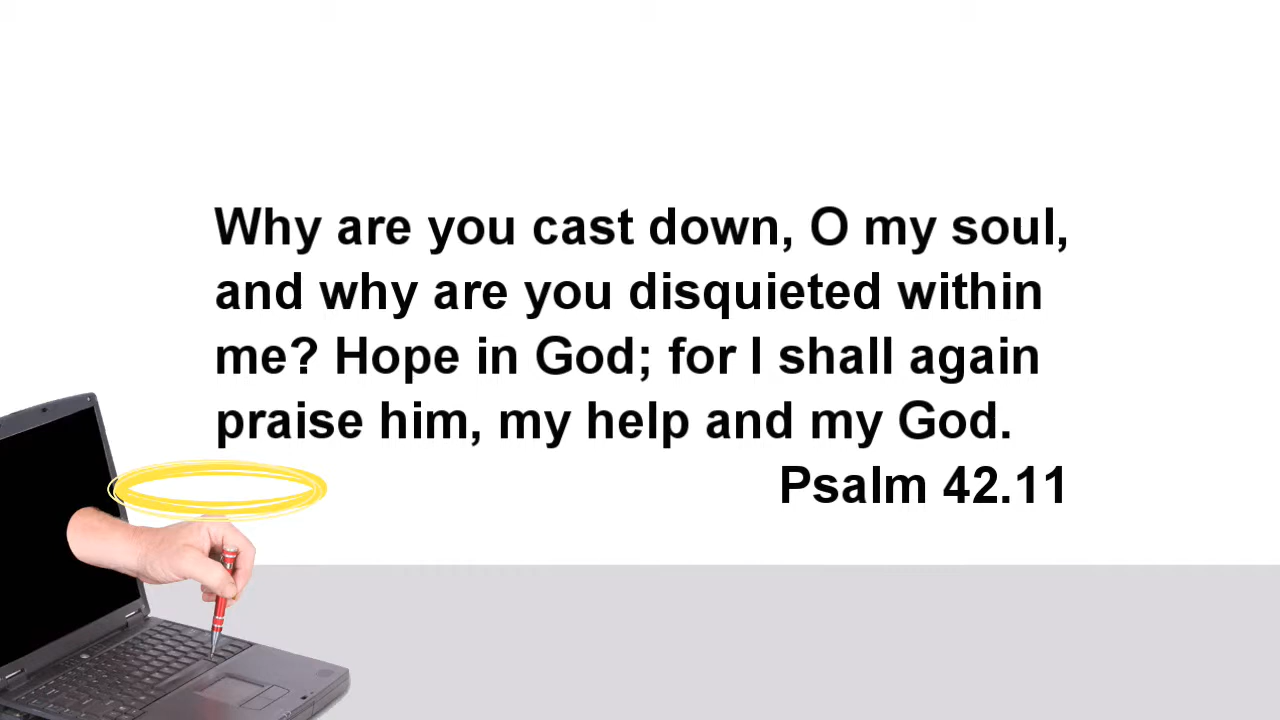 Why are you cast down, O my soul,
and why are you disquieted within
me? Hope in God; for I shall again
praise him, my help and my God.
Psalm 42.11